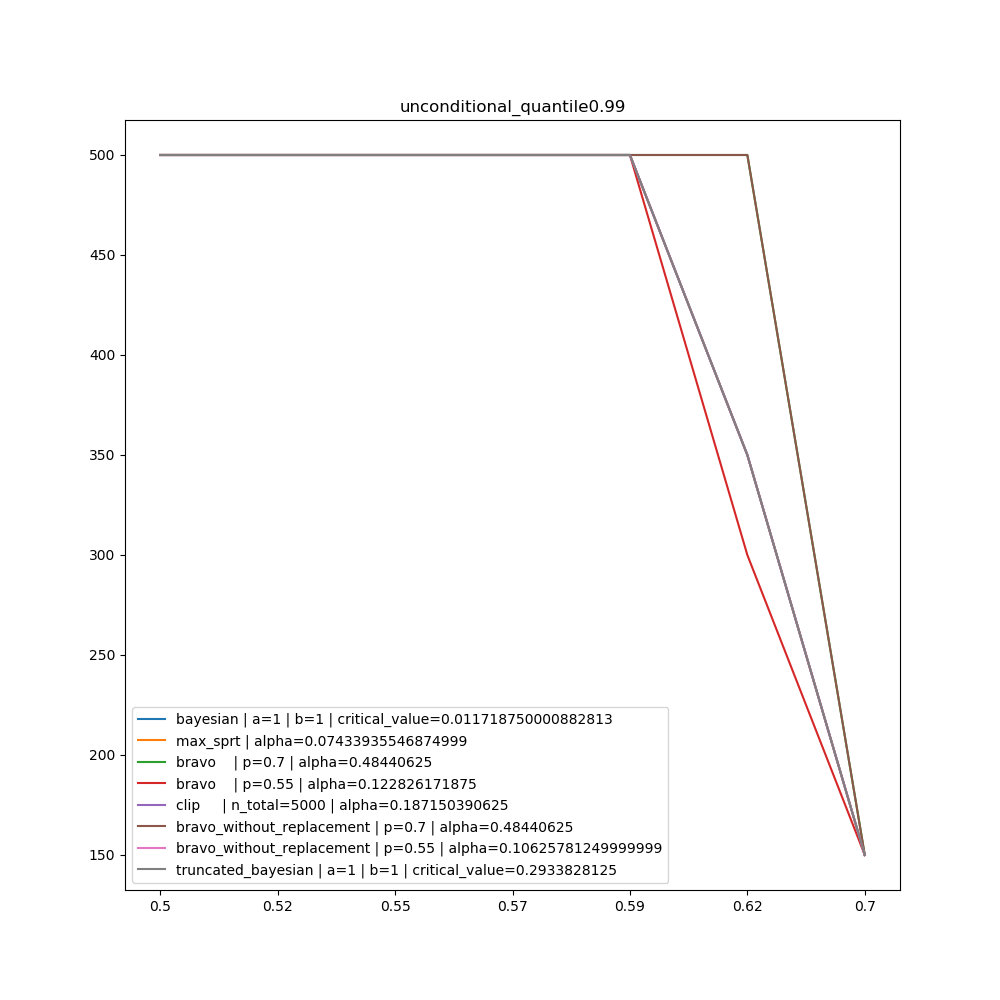 unconditional_quantile0.99
500
450
400
350
300
250
200
150
bayesian | a=1 | b=1 | critical_value=0.011718750000882813
max_sprt | alpha=0.07433935546874999
bravo    | p=0.7 | alpha=0.48440625
bravo    | p=0.55 | alpha=0.122826171875
clip     | n_total=5000 | alpha=0.187150390625
bravo_without_replacement | p=0.7 | alpha=0.48440625
bravo_without_replacement | p=0.55 | alpha=0.10625781249999999
truncated_bayesian | a=1 | b=1 | critical_value=0.2933828125
0.5 0.52 0.55 0.57 0.59 0.62 0.7